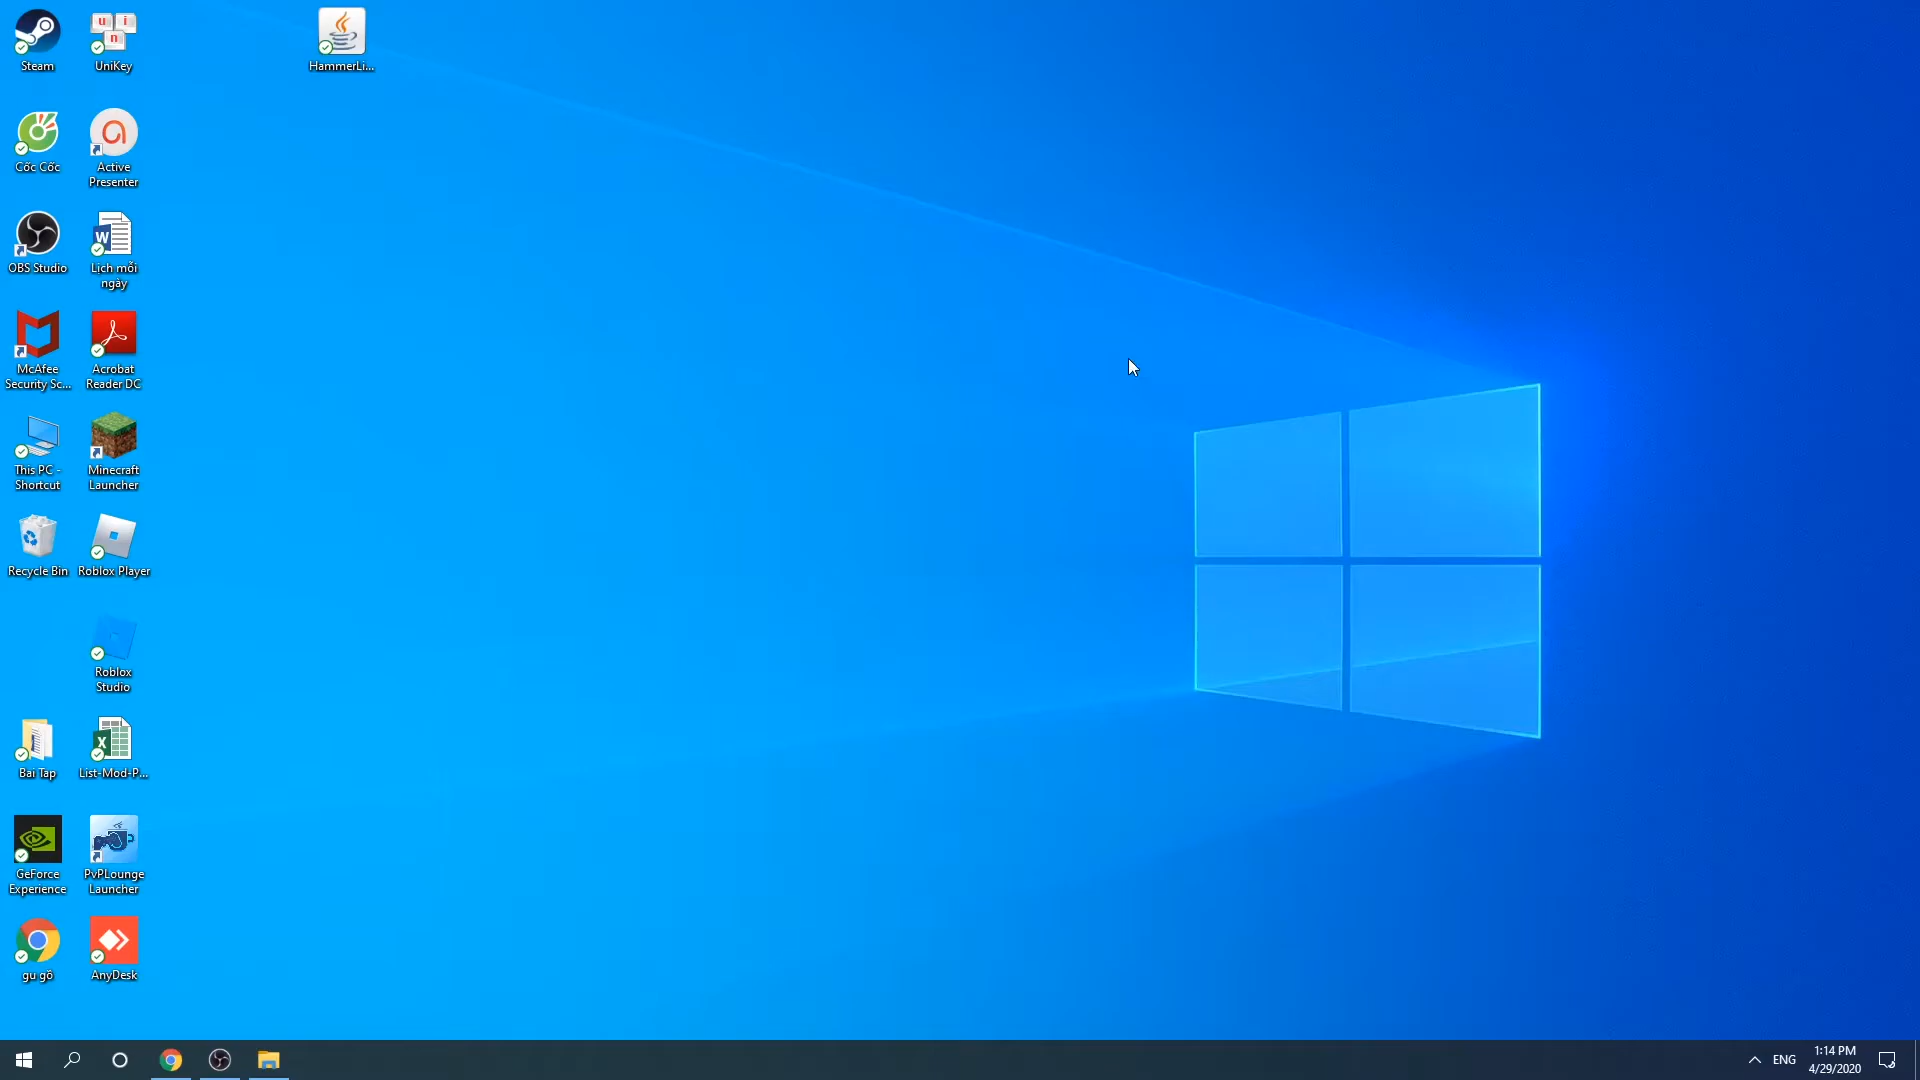 Steam
UniKey
HammerLi...
Cốc Cốc
Active
Presenter
OBS Studio
Lịch mỗi
ngày
McAfee
Security Sc...
Acrobat
Reader DC
This PC -
Shortcut
Minecraft
Launcher
Recycle Bin
Roblox Player
Roblox
Studio
Bai Tap
List-Mod-P...
GeForce
Experience
PvPLounge
Launcher
gu gồ
AnyDesk
ENG
1:14 PM
4/29/2020